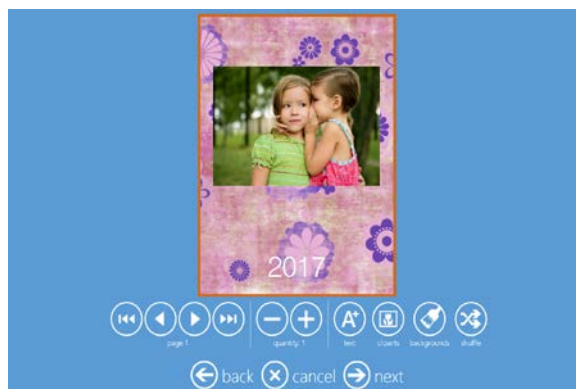 2017
page 1 quantity: 1 text cliparts backgrounds shuffle
back cancel next